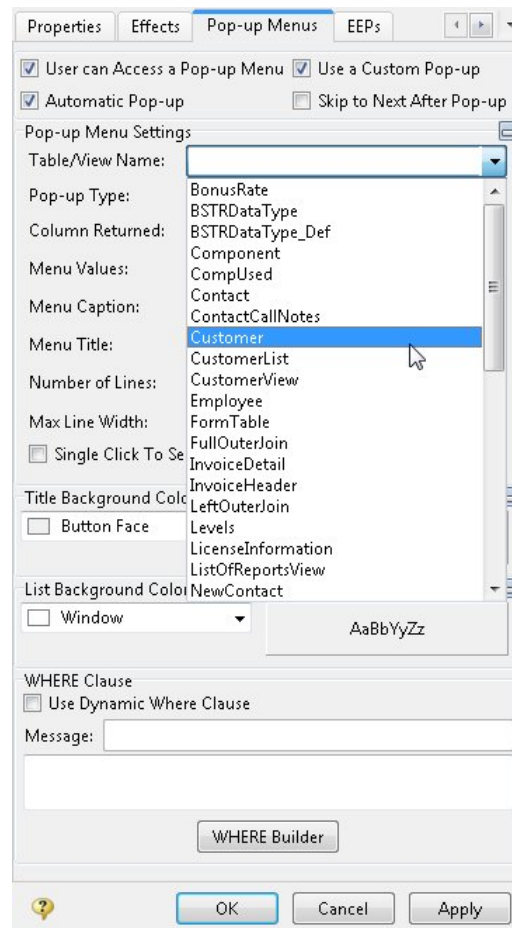 Properties Effects Pop-up Menus EEPs
User can Access a Pop-up Menu Use a Custom Pop-up
Automatic Pop-up Skip to Next After Pop-up
Pop-up Menu Settings
Table/View Name:
Pop-up Type:
Column Returned:
Menu Values:
Menu Caption:
Menu Title:
Number of Lines:
Max Line Width:
Single Click To Se
BonusRate
BSTRDataType
BSTRDataType_Def
Component
CompUsed
Contact
ContactCallNotes
Customer
CustomerList
CustomerView
Employee
FormTable
FullOuterJoin
InvoiceDetail
InvoiceHeader
LeftOuterJoin
Levels
LicenseInformation
ListOfReportsView
NewContact
Title Background Colo
Button Face
List Background Color
Window
AaBbYyZz
WHERE Clause
Use Dynamic Where Clause
Message:
WHERE Builder
OK Cancel Apply